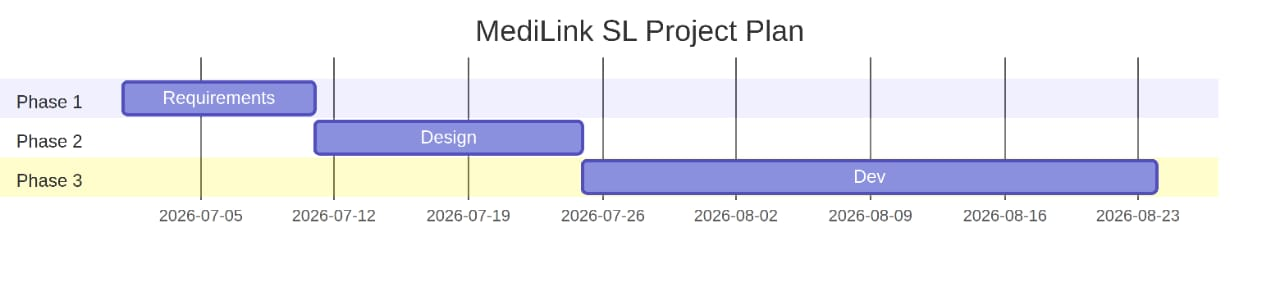 MediLink SL Project Plan
Phase 1
Requirements
Phase 2
Design
Phase 3
Dev
2026-07-05
2026-07-12
2026-07-19
2026-07-26
2026-08-02
2026-08-09
2026-08-16
2026-08-23